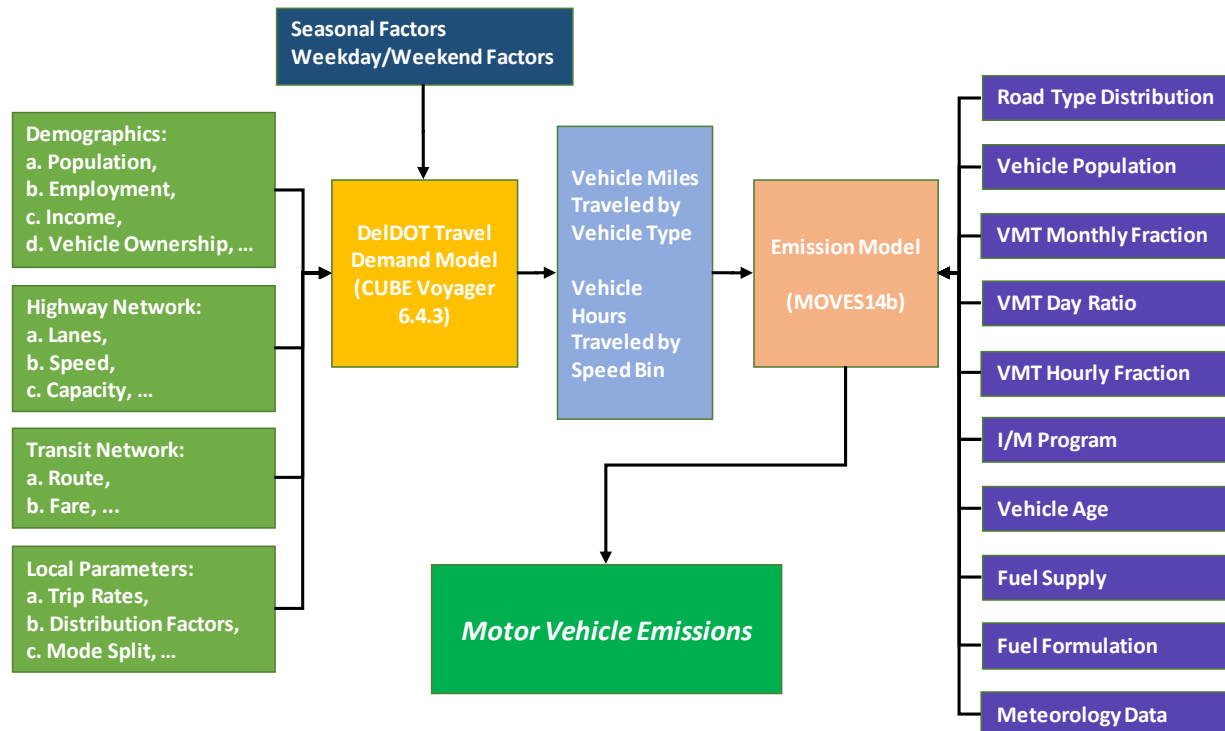 Seasonal Factors
Weekday/Weekend Factors
Demographics:
a. Population,
b. Employment,
c. Income,
d. Vehicle Ownership, ...
Highway Network:
a. Lanes,
b. Speed,
c. Capacity, ...
Transit Network:
a. Route,
b. Fare, ...
Local Parameters:
a. Trip Rates,
b. Distribution Factors,
c. Mode Split, ...
DelDOT Travel
Demand Model
(CUBE Voyager
6.4.3)
Vehicle Miles
Traveled by
Vehicle Type
Vehicle
Hours
Traveled by
Speed Bin
Emission Model
(MOVES14b)
Motor Vehicle Emissions
Road Type Distribution
Vehicle Population
VMT Monthly Fraction
VMT Day Ratio
VMT Hourly Fraction
I/M Program
Vehicle Age
Fuel Supply
Fuel Formulation
Meteorology Data